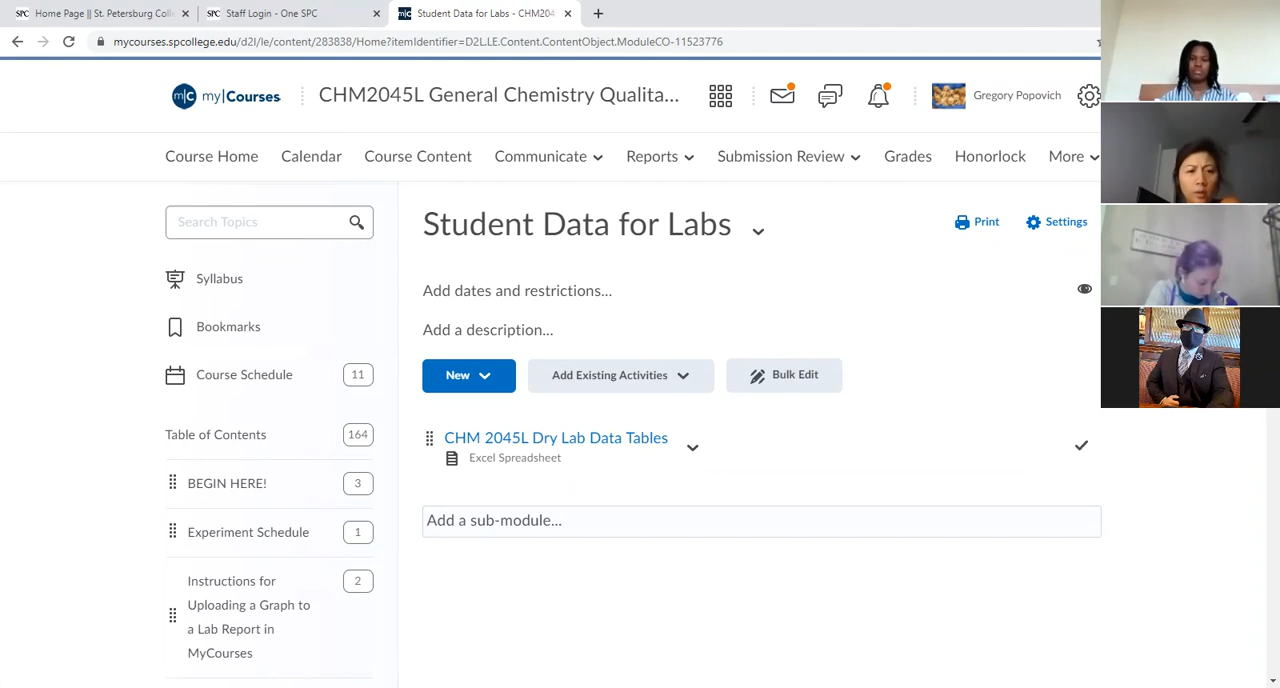 SPC Home Page || St. Petersburg Coll
SPC Staff Login - One SPC
m|c Student Data for Labs - CHM204
mycourses.spcollege.edu/d2l/le/content/283838/Home?itemIdentifier=D2L.LE.Content.ContentObject.ModuleCO-11523776
m|c my|Courses CHM2045L General Chemistry Qualita... Gregory Popovich
Course Home Calendar Course Content Communicate Reports Submission Review Grades Honorlock More
Search Topics
Student Data for Labs
Print Settings
Syllabus
Add dates and restrictions...
Bookmarks
Add a description...
Course Schedule 11
New Add Existing Activities Bulk Edit
Table of Contents 164
CHM 2045L Dry Lab Data Tables
Excel Spreadsheet
BEGIN HERE! 3
Add a sub-module...
Experiment Schedule 1
Instructions for 2
Uploading a Graph to
a Lab Report in
MyCourses